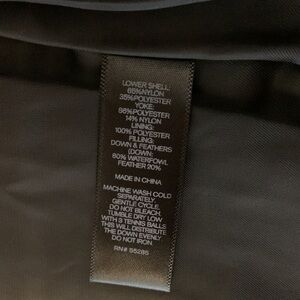 LOWER SHELL:
65%NYLON
35%POLYESTER
YOKE:
86%POLYESTER
14% NYLON
LINING:
100% POLYESTER
FILLING:
DOWN & FEATHERS
(DOWN:
80% WATERFOWL
FEATHER 20%
MADE IN CHINA
MACHINE WASH COLD
SEPARATELY
GENTLE CYCLE.
DO NOT BLEACH.
TUMBLE DRY LOW
WITH 3 TENNIS BALLS
THIS WILL DISTRIBUTE
THE DOWN EVENLY
DO NOT IRON.
RN# 55285